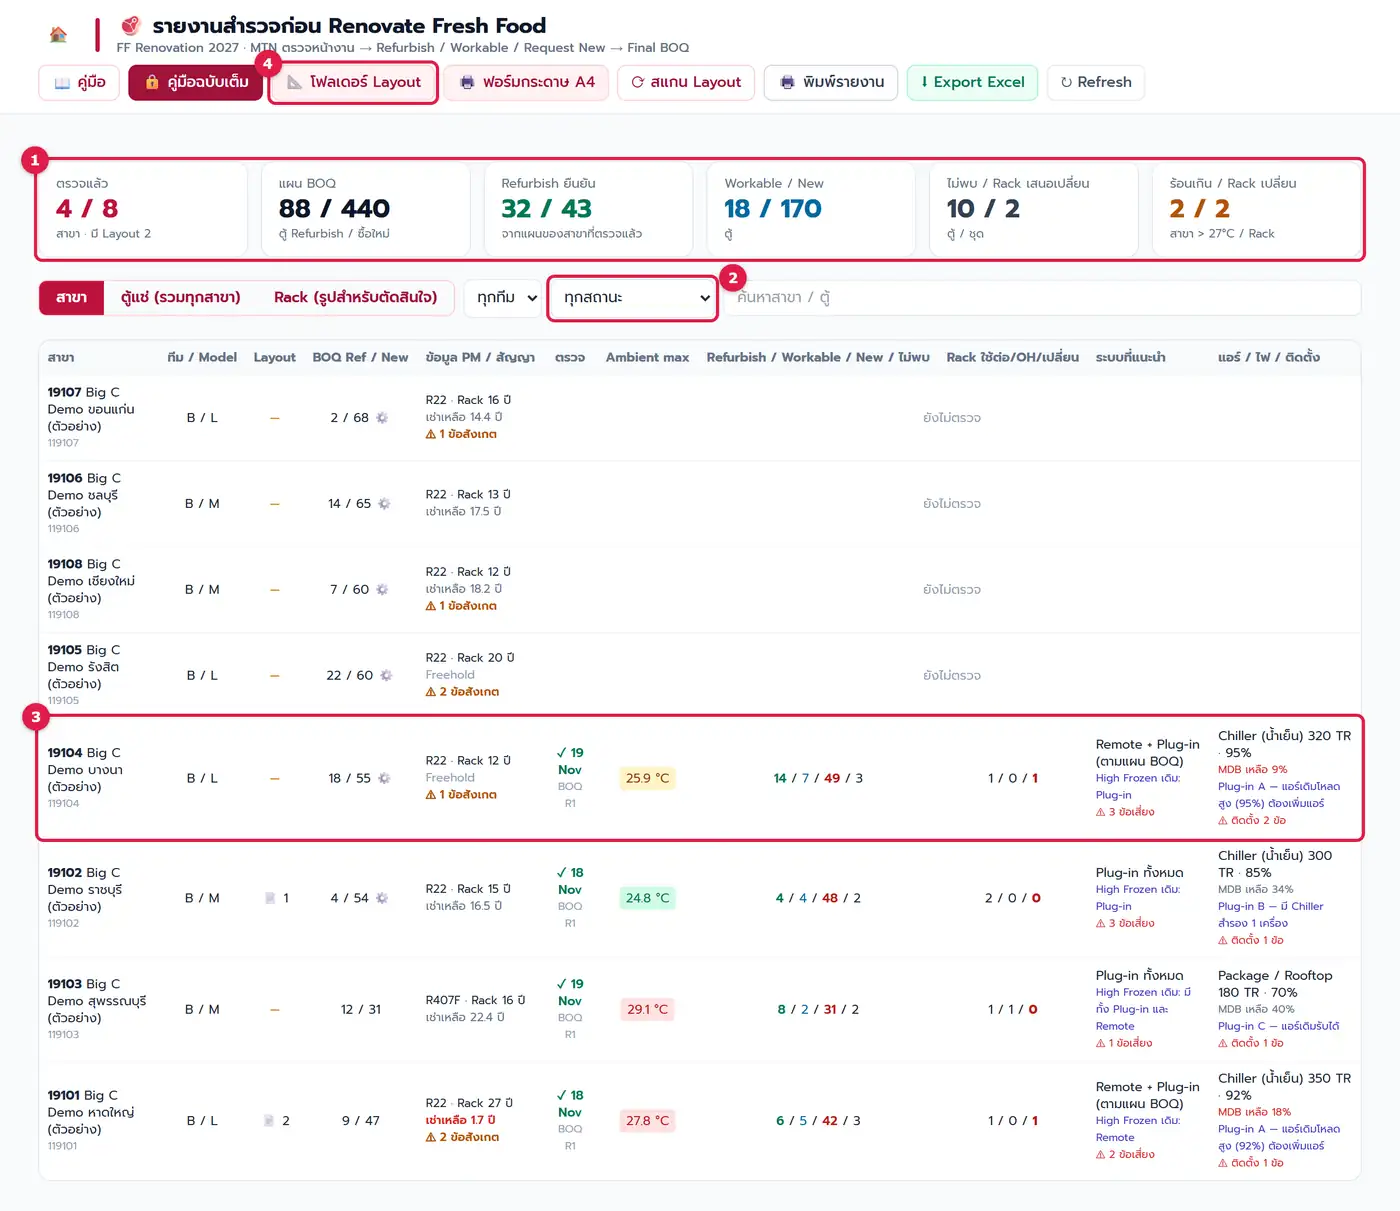 รายงานสำรวจก่อน Renovate Fresh Food
FF Renovation 2027 · MTN ตรวจหน้างาน → Refurbish / Workable / Request New → Final BOQ
4
คู่มือ
คู่มือฉบับเต็ม
โฟลเดอร์ Layout
ฟอร์มกระดาษ A4
สแกน Layout
พิมพ์รายงาน
Export Excel
Refresh
1
ตรวจแล้ว
4 / 8
สาขา · มี Layout 2
แผน BOQ
88 / 440
ตู้ Refurbish / ซื้อใหม่
Refurbish ยืนยัน
32 / 43
จากแผนของสาขาที่ตรวจแล้ว
Workable / New
18 / 170
ตู้
ไม่พบ / Rack เสนอเปลี่ยน
10 / 2
ตู้ / ชุด
ร้อนเกิน / Rack เปลี่ยน
2 / 2
สาขา > 27°C / Rack
2
สาขา
ตู้แช่ (รวมทุกสาขา)
Rack (รูปสำหรับตัดสินใจ)
ทุกทีม
ทุกสถานะ
ค้นหาสาขา / ตู้
สาขา ทีม / Model Layout BOQ Ref / New ข้อมูล PM / สัญญา ตรวจ Ambient max Refurbish / Workable / New / ไม่พบ Rack ใช้ต่อ/OH/เปลี่ยน ระบบที่แนะนำ แอร์ / ไฟ / ติดตั้ง
19107 Big C
Demo ขอนแก่น
(ตัวอย่าง)
119107
B / L
—
2 / 68
R22 · Rack 16 ปี
เช่าเหลือ 14.4 ปี
⚠ 1 ข้อสังเกต
ยังไม่ตรวจ
19106 Big C
Demo ชลบุรี
(ตัวอย่าง)
119106
B / M
—
14 / 65
R22 · Rack 13 ปี
เช่าเหลือ 17.5 ปี
ยังไม่ตรวจ
19108 Big C
Demo เชียงใหม่
(ตัวอย่าง)
119108
B / M
—
7 / 60
R22 · Rack 12 ปี
เช่าเหลือ 18.2 ปี
⚠ 1 ข้อสังเกต
ยังไม่ตรวจ
19105 Big C
Demo รังสิต
(ตัวอย่าง)
119105
B / L
—
22 / 60
R22 · Rack 20 ปี
Freehold
⚠ 2 ข้อสังเกต
ยังไม่ตรวจ
3
19104 Big C
Demo บางนา
(ตัวอย่าง)
119104
B / L
—
18 / 55
R22 · Rack 12 ปี
Freehold
⚠ 1 ข้อสังเกต
✓ 19
Nov
BOQ
R1
25.9 °C
14 / 7 / 49 / 3
1 / 0 / 1
Remote + Plug-in
(ตามแผน BOQ)
High Frozen เดิม:
Plug-in
⚠ 3 ข้อเสี่ยง
Chiller (น้ำเย็น) 320 TR
· 95%
MDB เหลือ 9%
Plug-in A — แอร์เดิมโหลด
สูง (95%) ต้องเพิ่มแอร์
⚠ ติดตั้ง 2 ข้อ
19102 Big C
Demo ราชบุรี
(ตัวอย่าง)
119102
B / M
1
4 / 54
R22 · Rack 15 ปี
เช่าเหลือ 16.5 ปี
✓ 18
Nov
BOQ
R1
24.8 °C
4 / 4 / 48 / 2
2 / 0 / 0
Plug-in ทั้งหมด
High Frozen เดิม:
Plug-in
⚠ 3 ข้อเสี่ยง
Chiller (น้ำเย็น) 300
TR · 85%
MDB เหลือ 34%
Plug-in B — มี Chiller
สำรอง 1 เครื่อง
⚠ ติดตั้ง 1 ข้อ
19103 Big C
Demo สุพรรณบุรี
(ตัวอย่าง)
119103
B / M
—
12 / 31
R407F · Rack 16 ปี
เช่าเหลือ 22.4 ปี
✓ 19
Nov
BOQ
R1
29.1 °C
8 / 2 / 31 / 2
1 / 1 / 0
Plug-in ทั้งหมด
High Frozen เดิม: มี
ทั้ง Plug-in และ
Remote
⚠ 1 ข้อเสี่ยง
Package / Rooftop
180 TR · 70%
MDB เหลือ 40%
Plug-in C — แอร์เดิมรับได้
⚠ ติดตั้ง 1 ข้อ
19101 Big C
Demo หาดใหญ่
(ตัวอย่าง)
119101
B / L
2
9 / 47
R22 · Rack 27 ปี
เช่าเหลือ 1.7 ปี
⚠ 2 ข้อสังเกต
✓ 18
Nov
BOQ
R1
27.8 °C
6 / 5 / 42 / 3
1 / 0 / 1
Remote + Plug-in
(ตามแผน BOQ)
High Frozen เดิม:
Remote
⚠ 2 ข้อเสี่ยง
Chiller (น้ำเย็น) 350 TR
· 92%
MDB เหลือ 18%
Plug-in A — แอร์เดิมโหลด
สูง (92%) ต้องเพิ่มแอร์
⚠ ติดตั้ง 1 ข้อ